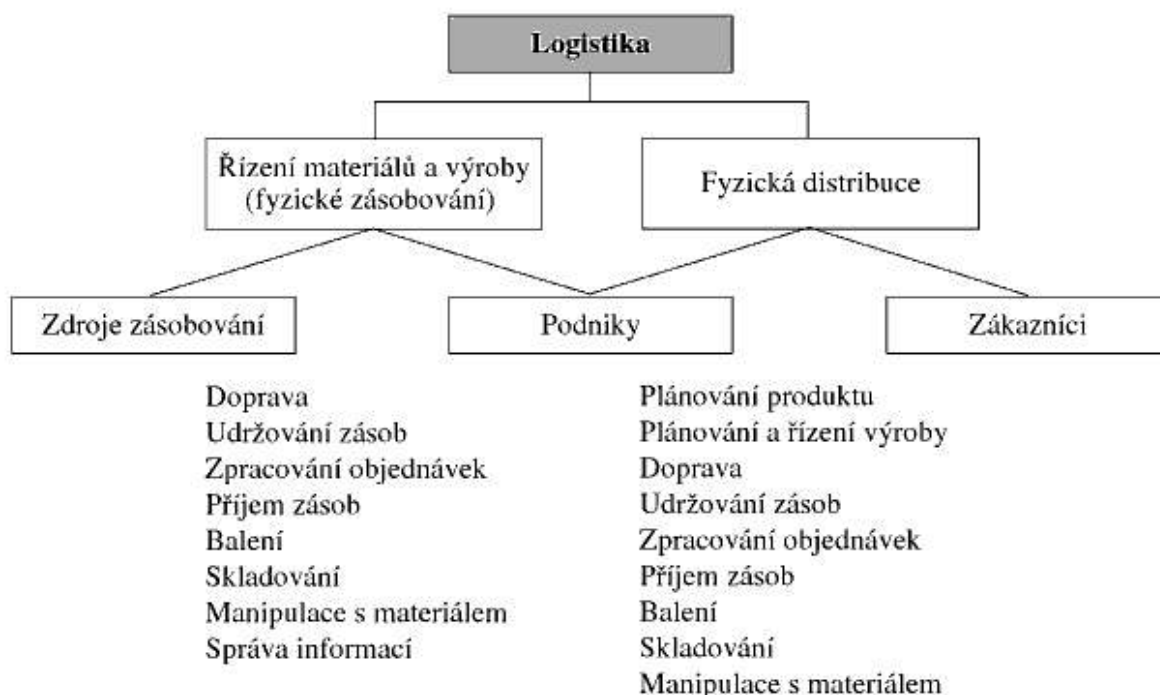 Logistika
Řízení materiálů a výroby
(fyzické zásobování)
Fyzická distribuce
Zdroje zásobování
Podniky
Zákazníci
Doprava
Udržování zásob
Zpracování objednávek
Příjem zásob
Balení
Skladování
Manipulace s materiálem
Správa informací
Plánování produktu
Plánování a řízení výroby
Doprava
Udržování zásob
Zpracování objednávek
Příjem zásob
Balení
Skladování
Manipulace s materiálem